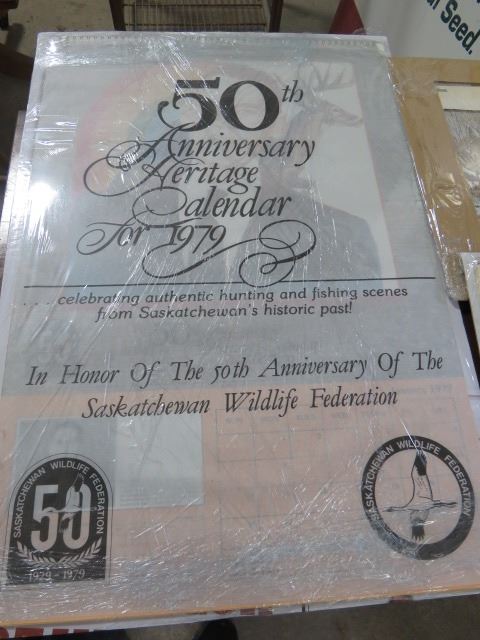 l Seed.
50th
Anniversary
Heritage
Calendar
For 1979
. . . celebrating authentic hunting and fishing scenes
from Saskatchewan's historic past!
In Honor Of The 50th Anniversary Of The
Saskatchewan Wildlife Federation
SASKATCHEWAN WILDLIFE FEDERATION
50
1929 - 1979
SASKATCHEWAN WILDLIFE FEDERATION